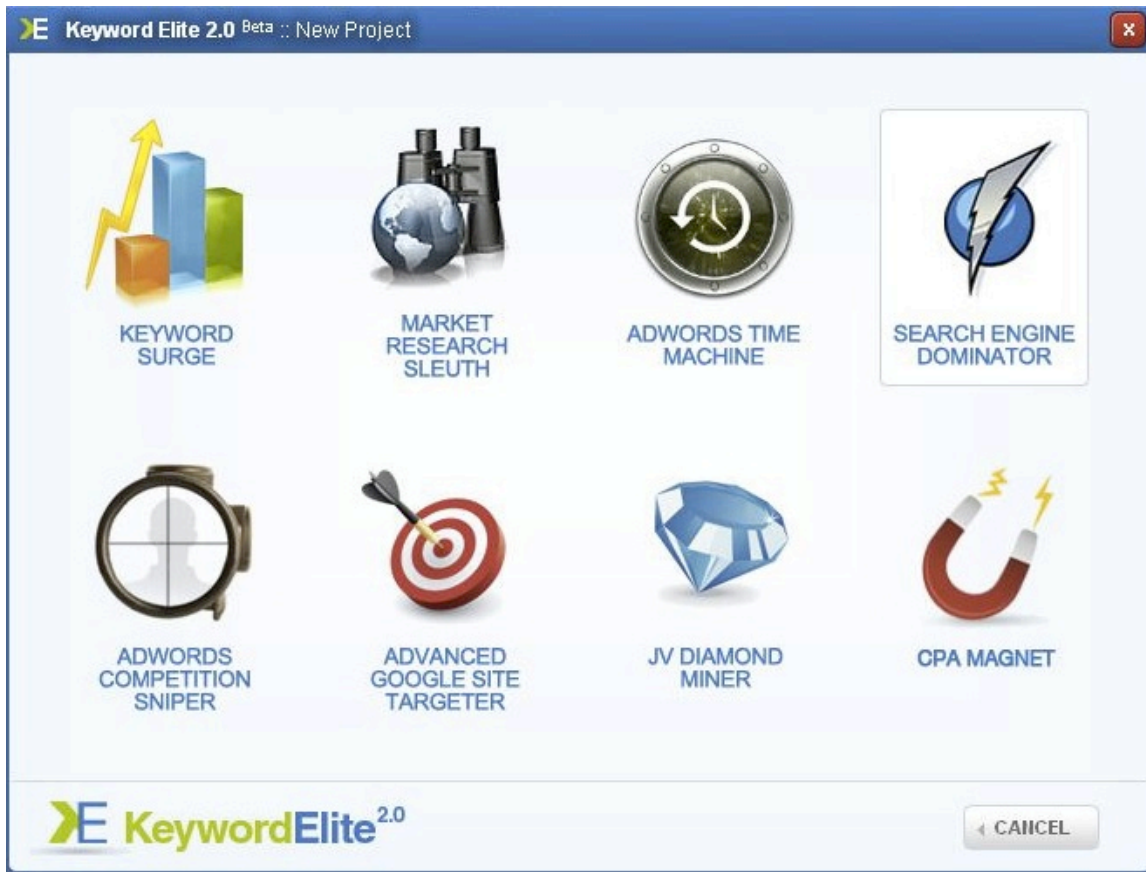 Keyword Elite 2.0 Beta :: New Project
x
KEYWORD
SURGE
MARKET
RESEARCH
SLEUTH
ADWORDS TIME
MACHINE
SEARCH ENGINE
DOMINATOR
ADWORDS
COMPETITION
SNIPER
ADVANCED
GOOGLE SITE
TARGETER
JV DIAMOND
MINER
CPA MAGNET
KeywordElite2.0
CANCEL